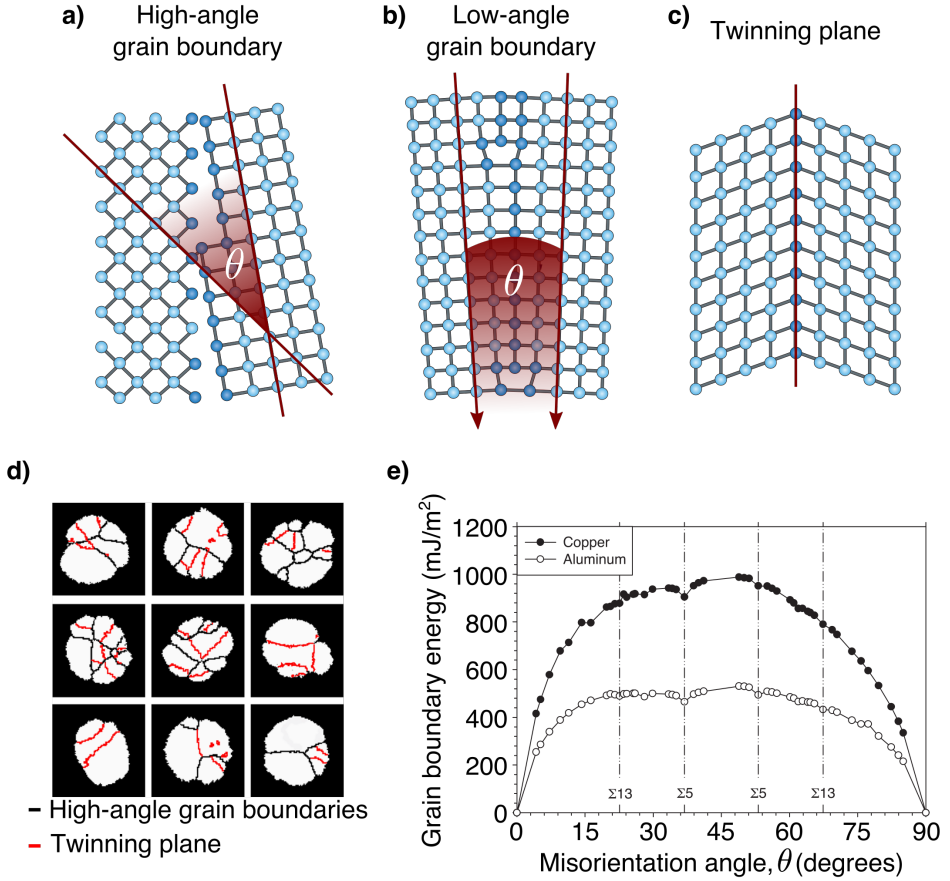 a)
High-angle
grain boundary
b)
Low-angle
grain boundary
c)
Twinning plane
θ
θ
d)
High-angle grain boundaries
Twinning plane
e)
Grain boundary energy (mJ/m²)
1200
1000
800
600
400
200
0
Copper
Aluminum
Σ13
Σ5
Σ5
Σ13
0 15 30 45 60 75 90
Misorientation angle, θ (degrees)